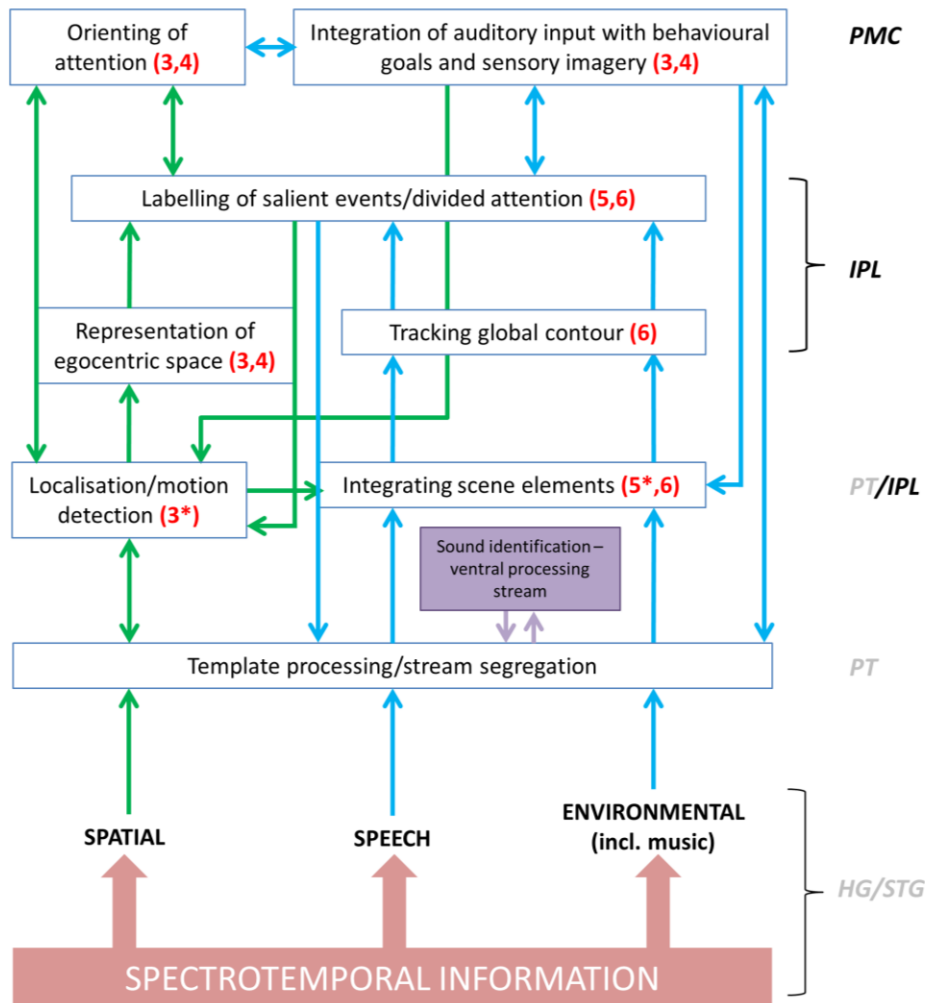 Orienting of
attention (3,4)
Integration of auditory input with behavioural
goals and sensory imagery (3,4)
PMC
Labelling of salient events/divided attention (5,6)
IPL
Representation of
egocentric space (3,4)
Tracking global contour (6)
Localisation/motion
detection (3*)
Integrating scene elements (5*,6)
PT/IPL
Sound identification –
ventral processing
stream
Template processing/stream segregation
PT
SPATIAL
SPEECH
ENVIRONMENTAL
(incl. music)
HG/STG
SPECTROTEMPORAL INFORMATION